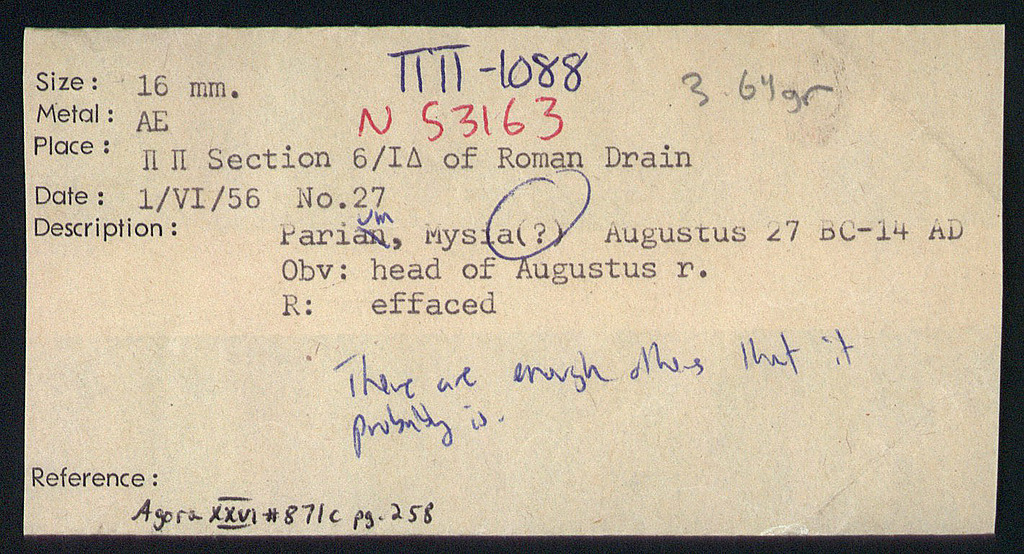 ΠΠ-1088
3.64gr
N 53163
Size: 16 mm.
Metal: AE
Place: Π Π Section 6/ΙΔ of Roman Drain
Date: 1/VI/56 No.27
Description: Parian, um Mysia(?) Augustus 27 BC-14 AD
Obv: head of Augustus r.
R: effaced
There are enough others that it
probably is.
Reference:
Agora XXVI #871c pg. 258